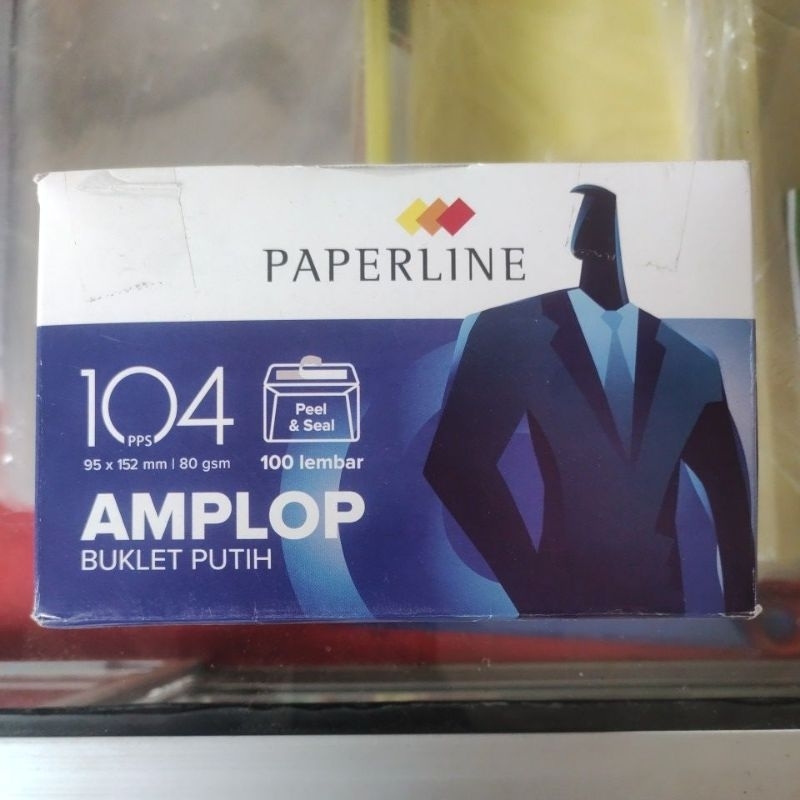 PAPERLINE
104
PPS
95 x 152 mm | 80 gsm
Peel
& Seal
100 lembar
AMPLOP
BUKLET PUTIH